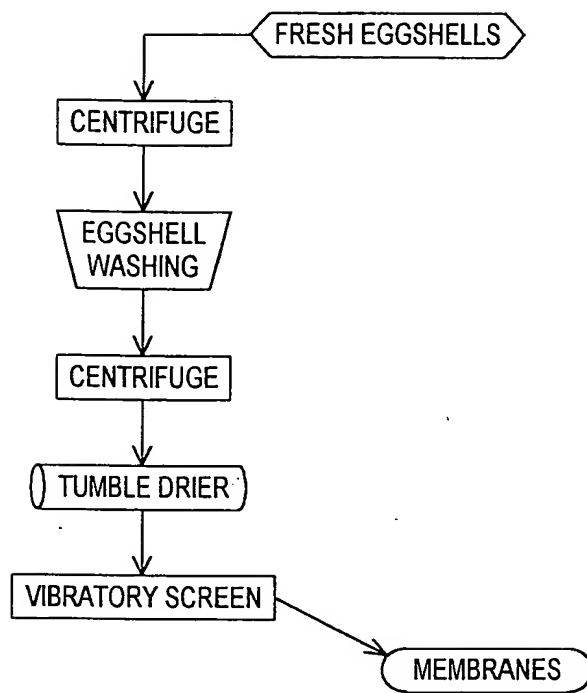 FRESH EGGSHELLS
CENTRIFUGE
EGGSHELL
WASHING
CENTRIFUGE
TUMBLE DRIER
VIBRATORY SCREEN
MEMBRANES